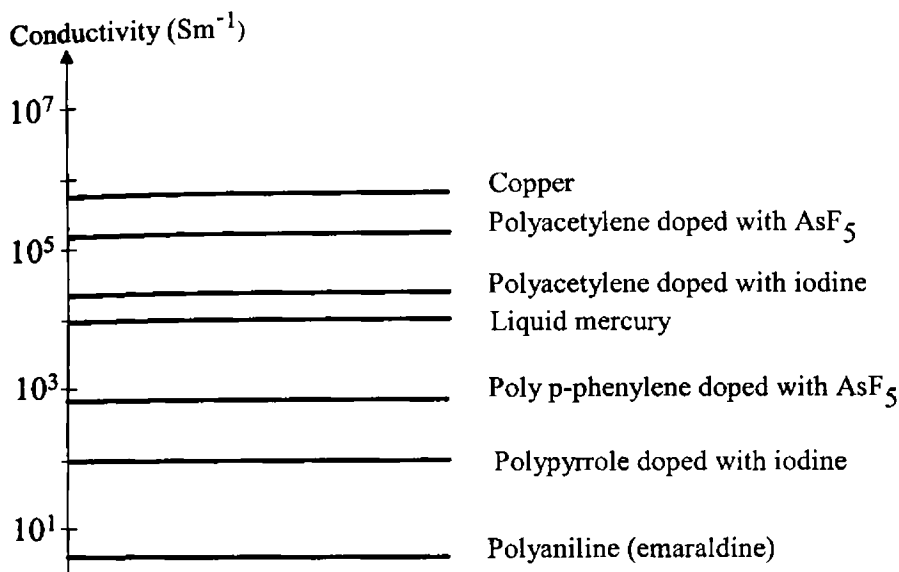 Conductivity (Sm⁻¹)
10⁷
Copper
Polyacetylene doped with AsF₅
10⁵
Polyacetylene doped with iodine
Liquid mercury
10³
Poly p-phenylene doped with AsF₅
Polypyrrole doped with iodine
10¹
Polyaniline (emaraldine)